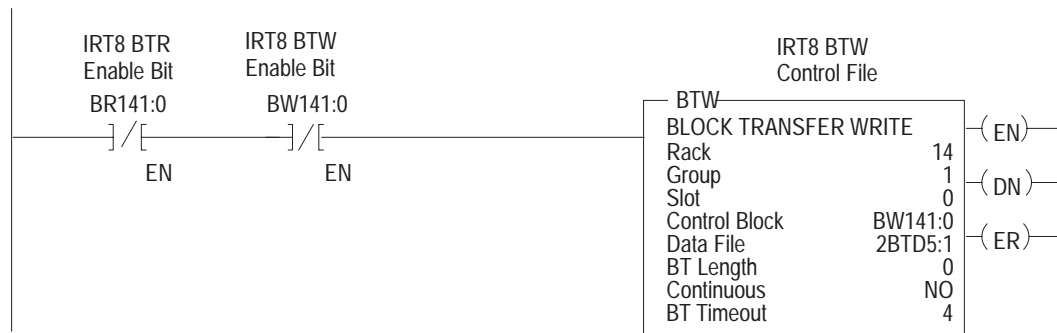 IRT8 BTR
Enable Bit
BR141:0
EN
IRT8 BTW
Enable Bit
BW141:0
EN
IRT8 BTW
Control File
BTW
BLOCK TRANSFER WRITE
Rack 14
Group 1
Slot 0
Control Block BW141:0
Data File 2BTD5:1
BT Length 0
Continuous NO
BT Timeout 4
EN
DN
ER